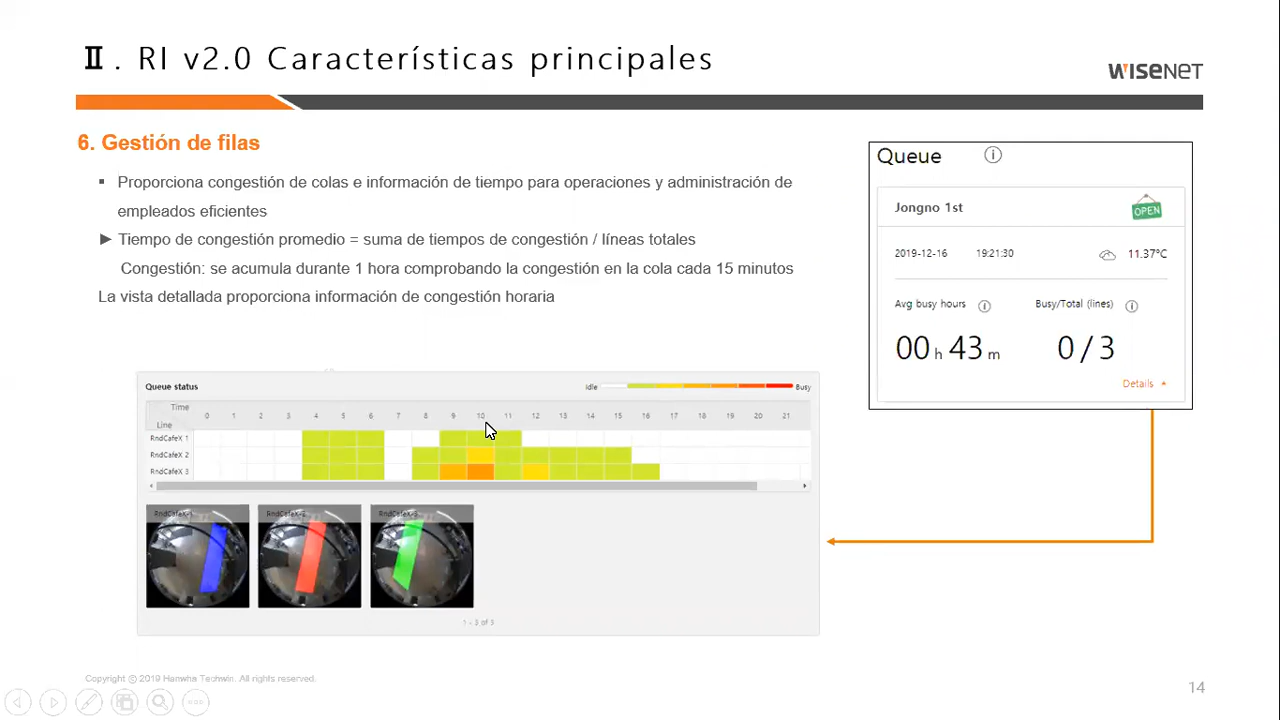 Ⅱ. RI v2.0 Características principales
WISENET
6. Gestión de filas
▪ Proporciona congestión de colas e información de tiempo para operaciones y administración de
empleados eficientes
► Tiempo de congestión promedio = suma de tiempos de congestión / líneas totales
Congestión: se acumula durante 1 hora comprobando la congestión en la cola cada 15 minutos
La vista detallada proporciona información de congestión horaria
Queue
Jongno 1st
OPEN
2019-12-16 19:21:30 11.37°C
Avg busy hours Busy/Total (lines)
00 h 43 m 0 / 3
Details
Queue status Idle Busy
Time
0 1 2 3 4 5 6 7 8 9 10 11 12 13 14 15 16 17 18 19 20 21
Line
RndCafeX 1
RndCafeX 2
RndCafeX 3
RndCafeX-1 RndCafeX-2 RndCafeX-3
1 - 3 of 3
Copyright ⓒ 2019 Hanwha Techwin. All rights reserved.
14